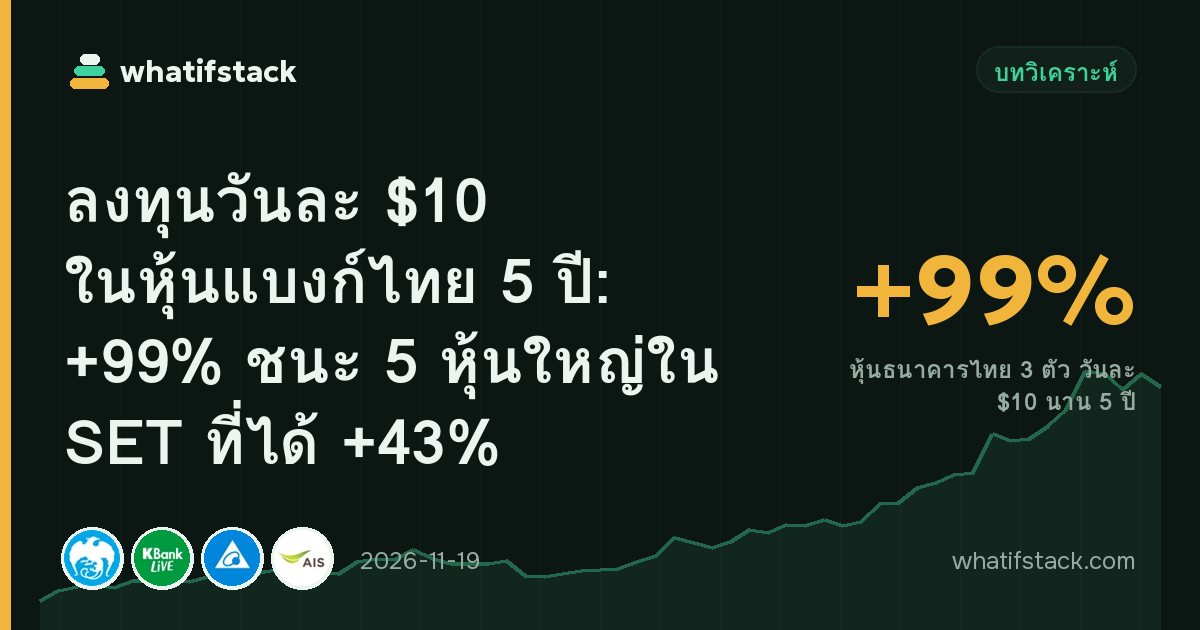 whatifstack
บทวิเคราะห์
ลงทุนวันละ $10
ในหุ้นแบงก์ไทย 5 ปี:
+99% ชนะ 5 หุ้นใหญ่ใน
SET ที่ได้ +43%
+99%
หุ้นธนาคารไทย 3 ตัว วันละ
$10 นาน 5 ปี
KBank
LIVE
AIS
2026-11-19
whatifstack.com